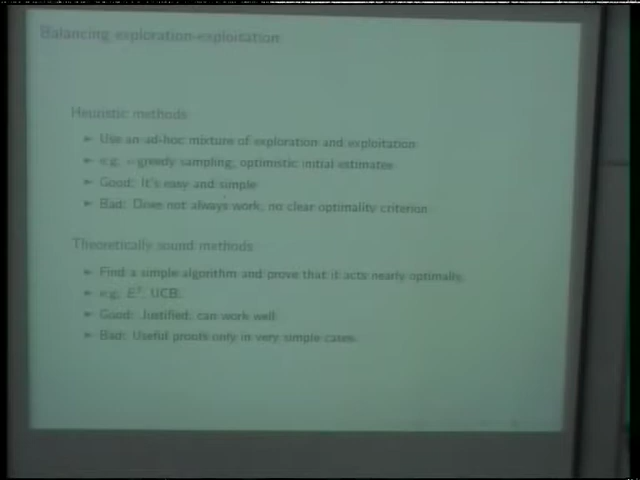 Balancing exploration-exploitation
Heuristic methods
Use an ad-hoc mixture of exploration and exploitation
e.g. ε-greedy sampling, optimistic initial estimates
Good: It's easy and simple
Bad: Does not always work, no clear optimality criterion
Theoretically sound methods
Find a simple algorithm and prove that it acts nearly optimally.
e.g. E³, UCB.
Good: Justified, can work well
Bad: Useful proofs only in very simple cases.